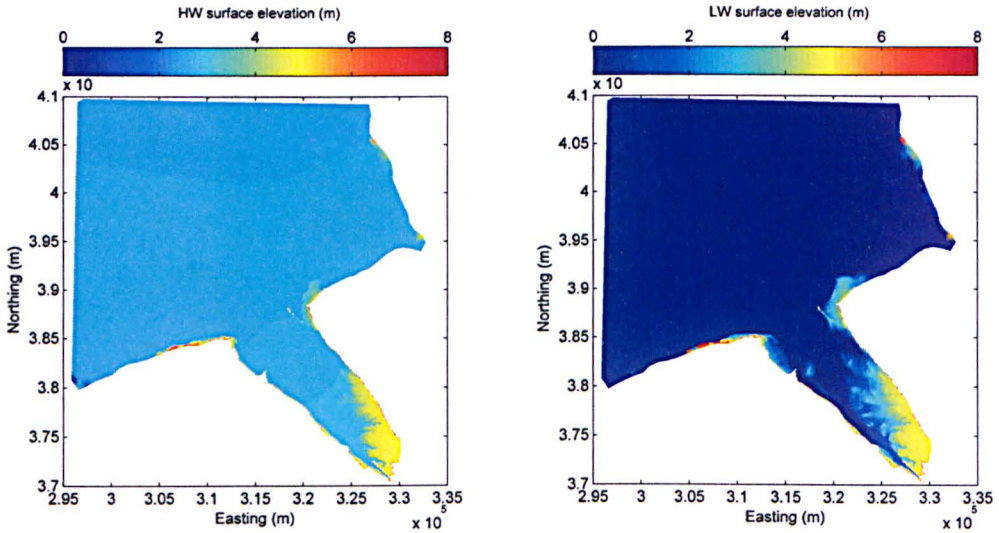 HW surface elevation (m)
0 2 4 6 8
x 10
4.1
4.05
4
3.95
3.9
3.85
3.8
3.75
3.7
Northing (m)
2.95 3 3.05 3.1 3.15 3.2 3.25 3.3 3.35
Easting (m)
x 10^5
LW surface elevation (m)
0 2 4 6 8
x 10
4.1
4.05
4
3.95
3.9
3.85
3.8
3.75
3.7
Northing (m)
2.95 3 3.05 3.1 3.15 3.2 3.25 3.3 3.35
Easting (m)
x 10^5